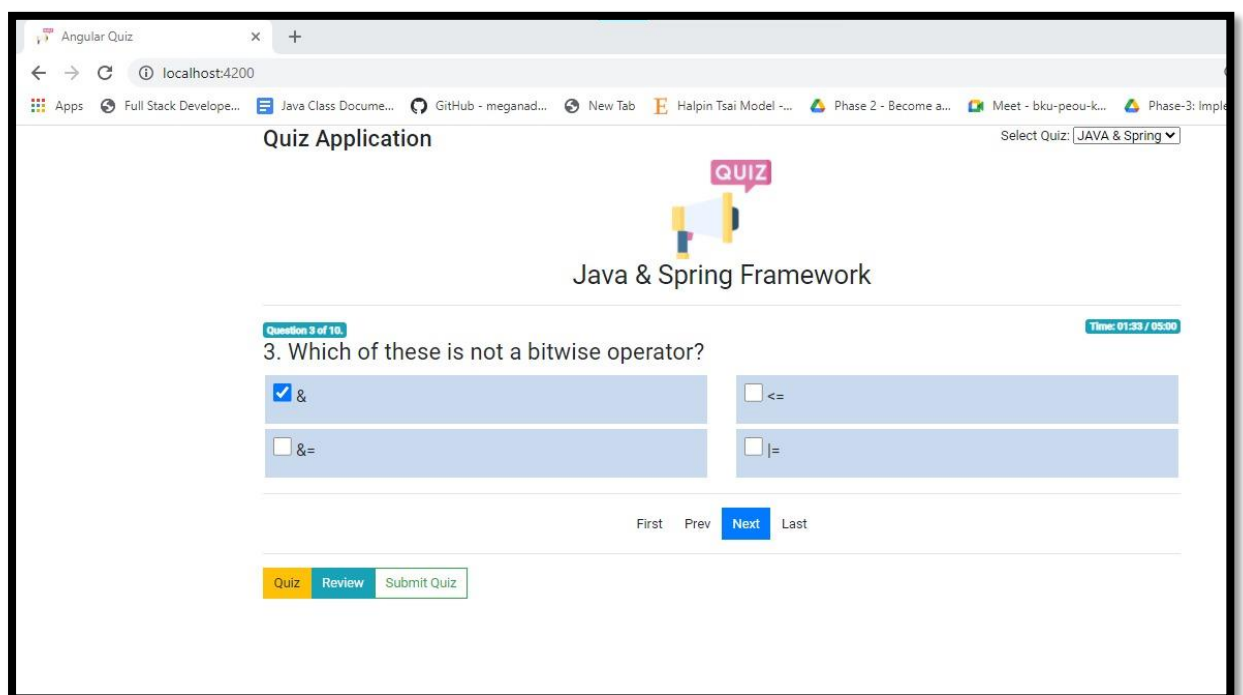 Angular Quiz
localhost:4200
Apps Full Stack Develope... Java Class Docume... GitHub - meganad... New Tab Halpin Tsai Model -... Phase 2 - Become a... Meet - bku-peou-k... Phase-3: Imple
Quiz Application Select Quiz: JAVA & Spring
QUIZ
Java & Spring Framework
Question 3 of 10. Time: 01:33 / 05:00
3. Which of these is not a bitwise operator?
& <=
&= |=
First Prev Next Last
Quiz Review Submit Quiz